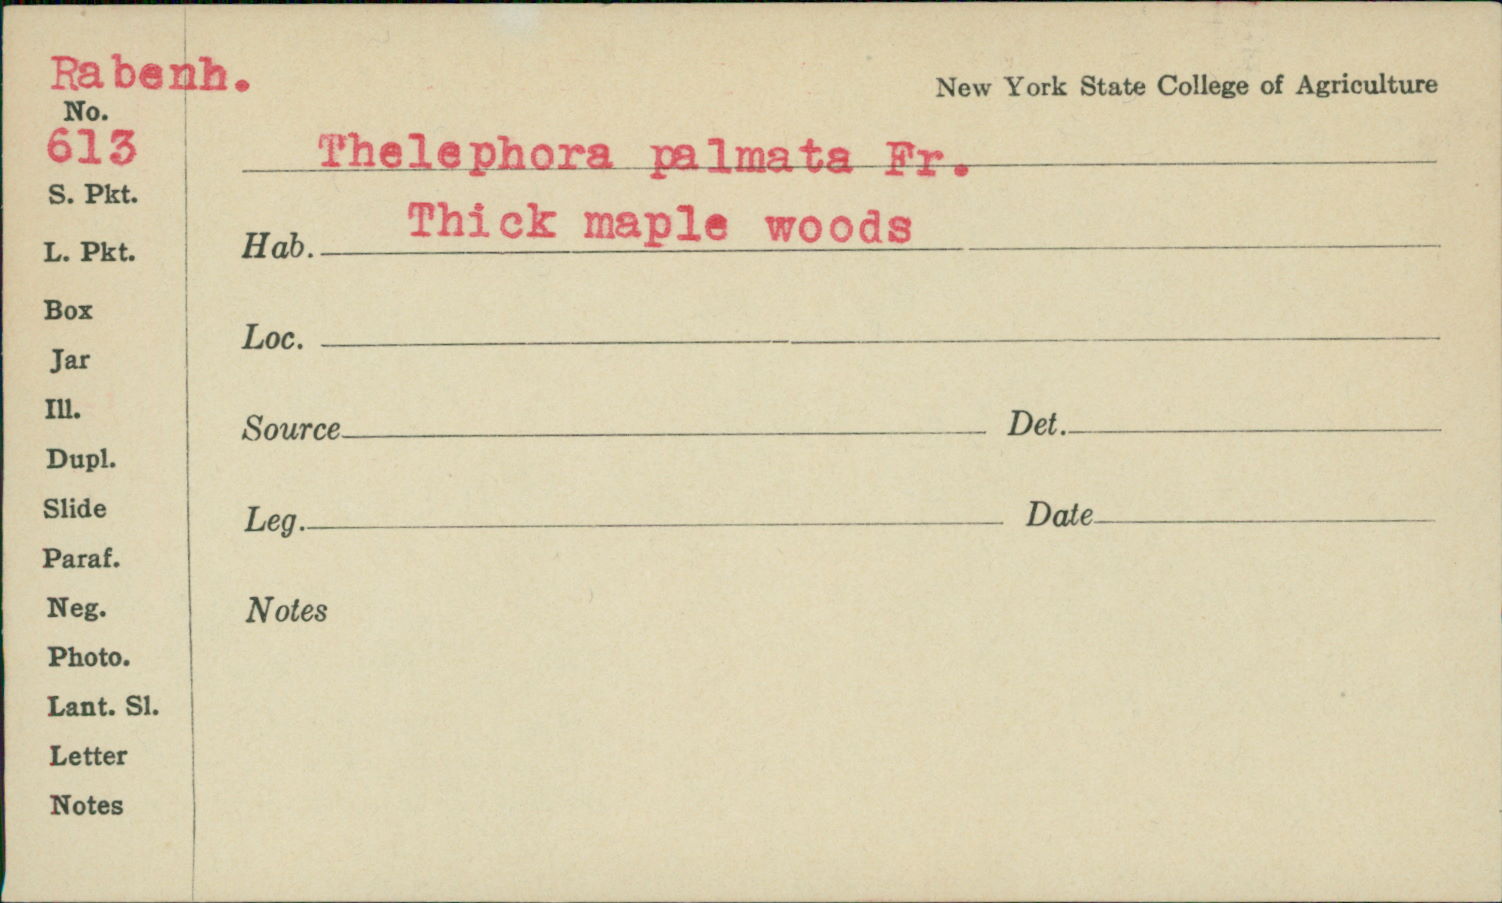 Rabenh.
No.
613
S. Pkt.
L. Pkt.
Box
Jar
Ill.
Dupl.
Slide
Paraf.
Neg.
Photo.
Lant. Sl.
Letter
Notes
New York State College of Agriculture
Thelephora palmata Fr.
Hab. Thick maple woods
Loc.
Source Det.
Leg. Date
Notes